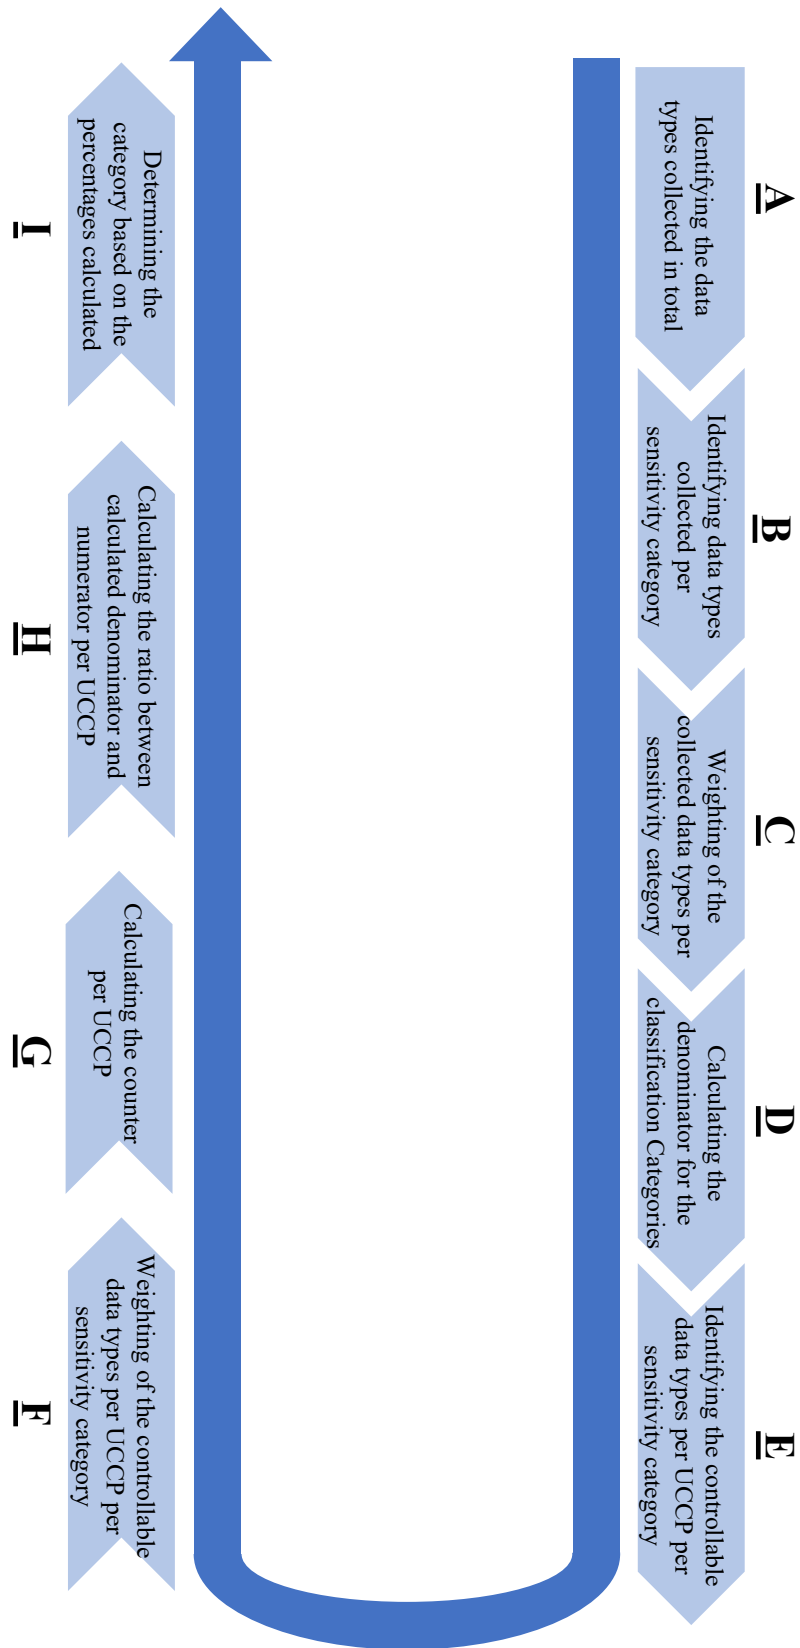 A
Identifying the data
types collected in total
B
Identifying data types
collected per
sensitivity category
C
Weighting of the
collected data types per
sensitivity category
D
Calculating the
denominator for the
classification Categories
E
Identifying the controllable
data types per UCCP per
sensitivity category
Weighting of the controllable
data types per UCCP per
sensitivity category
F
Calculating the counter
per UCCP
G
Calculating the ratio between
calculated denominator and
numerator per UCCP
H
Determining the
category based on the
percentages calculated
I